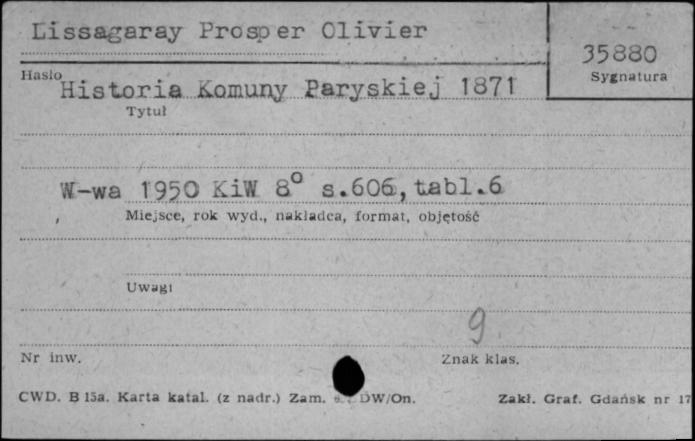 Lissagaray Prosper Olivier
35880
Hasło
Sygnatura
Historia Komuny Paryskiej 1871
Tytuł
W-wa 1950 KiW 8° s.606, tabl.6
Miejsce, rok wyd., nakładca, format, objętość
Uwagi
9
Nr inw.
Znak klas.
CWD. B 15a. Karta katal. (z nadr.) Zam. DW/On.
Zakł. Graf. Gdańsk nr 17